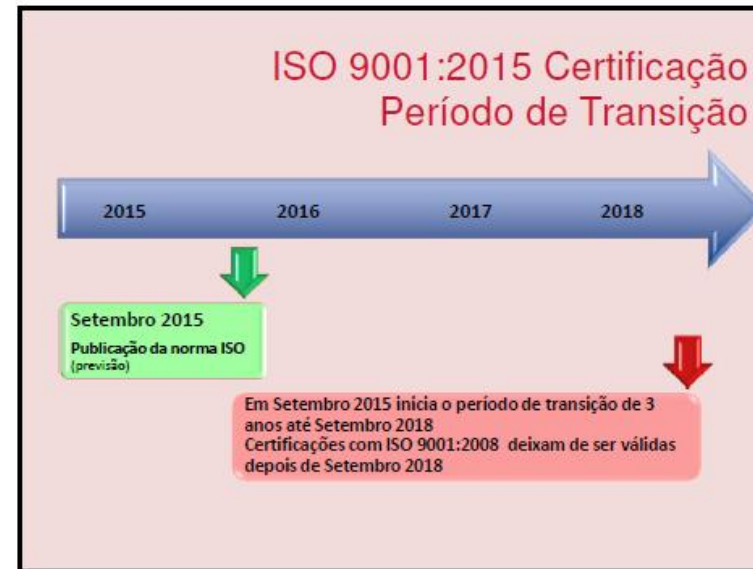 ISO 9001:2015 Certificação
Período de Transição
2015 2016 2017 2018
Setembro 2015
Publicação da norma ISO
(previsão)
Em Setembro 2015 inicia o período de transição de 3
anos até Setembro 2018
Certificações com ISO 9001:2008 deixam de ser válidas
depois de Setembro 2018